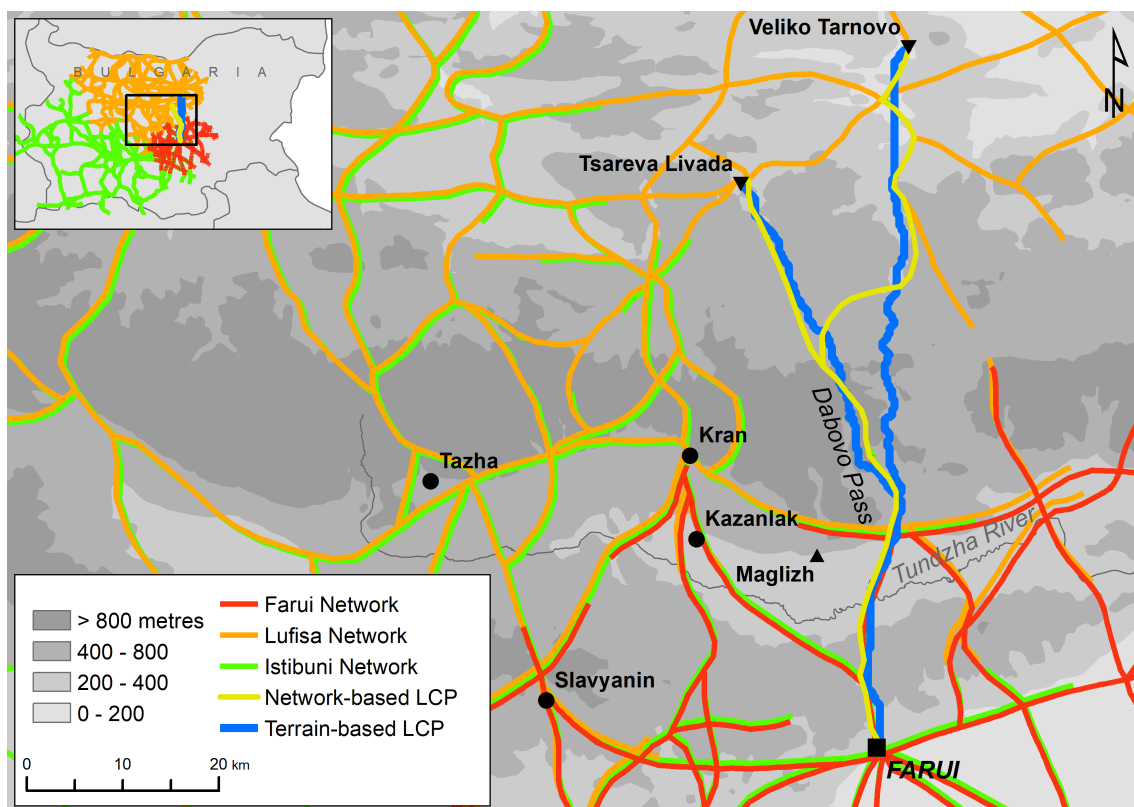 BULGARIA
Veliko Tarnovo
N
Tsareva Livada
Dabovo Pass
Kran
Tazha
Kazanlak
Maglizh
Tundzha River
Slavyanin
FARUI
> 800 metres
400 - 800
200 - 400
0 - 200
Farui Network
Lufisa Network
Istibuni Network
Network-based LCP
Terrain-based LCP
0 10 20 km